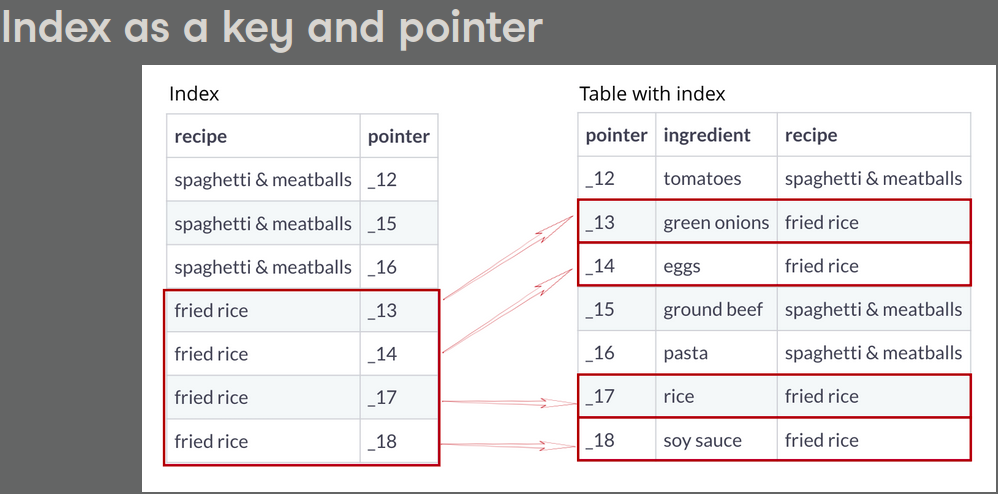 Index as a key and pointer
Index
recipe pointer
spaghetti & meatballs _12
spaghetti & meatballs _15
spaghetti & meatballs _16
fried rice _13
fried rice _14
fried rice _17
fried rice _18
Table with index
pointer ingredient recipe
_12 tomatoes spaghetti & meatballs
_13 green onions fried rice
_14 eggs fried rice
_15 ground beef spaghetti & meatballs
_16 pasta spaghetti & meatballs
_17 rice fried rice
_18 soy sauce fried rice